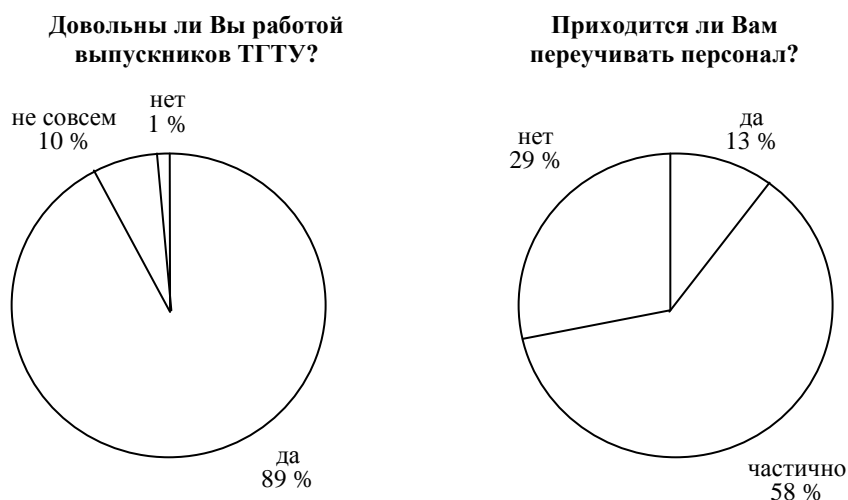 Довольны ли Вы работой
выпускников ТГТУ?
нет
1 %
не совсем
10 %
да
89 %
Приходится ли Вам
переучивать персонал?
да
13 %
нет
29 %
частично
58 %